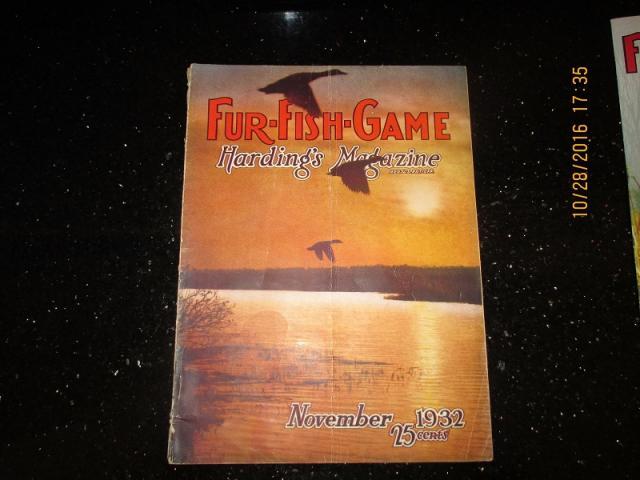 FUR-FISH-GAME
Harding's Magazine
November 1932
25 cents
10/28/2016 17:35
F